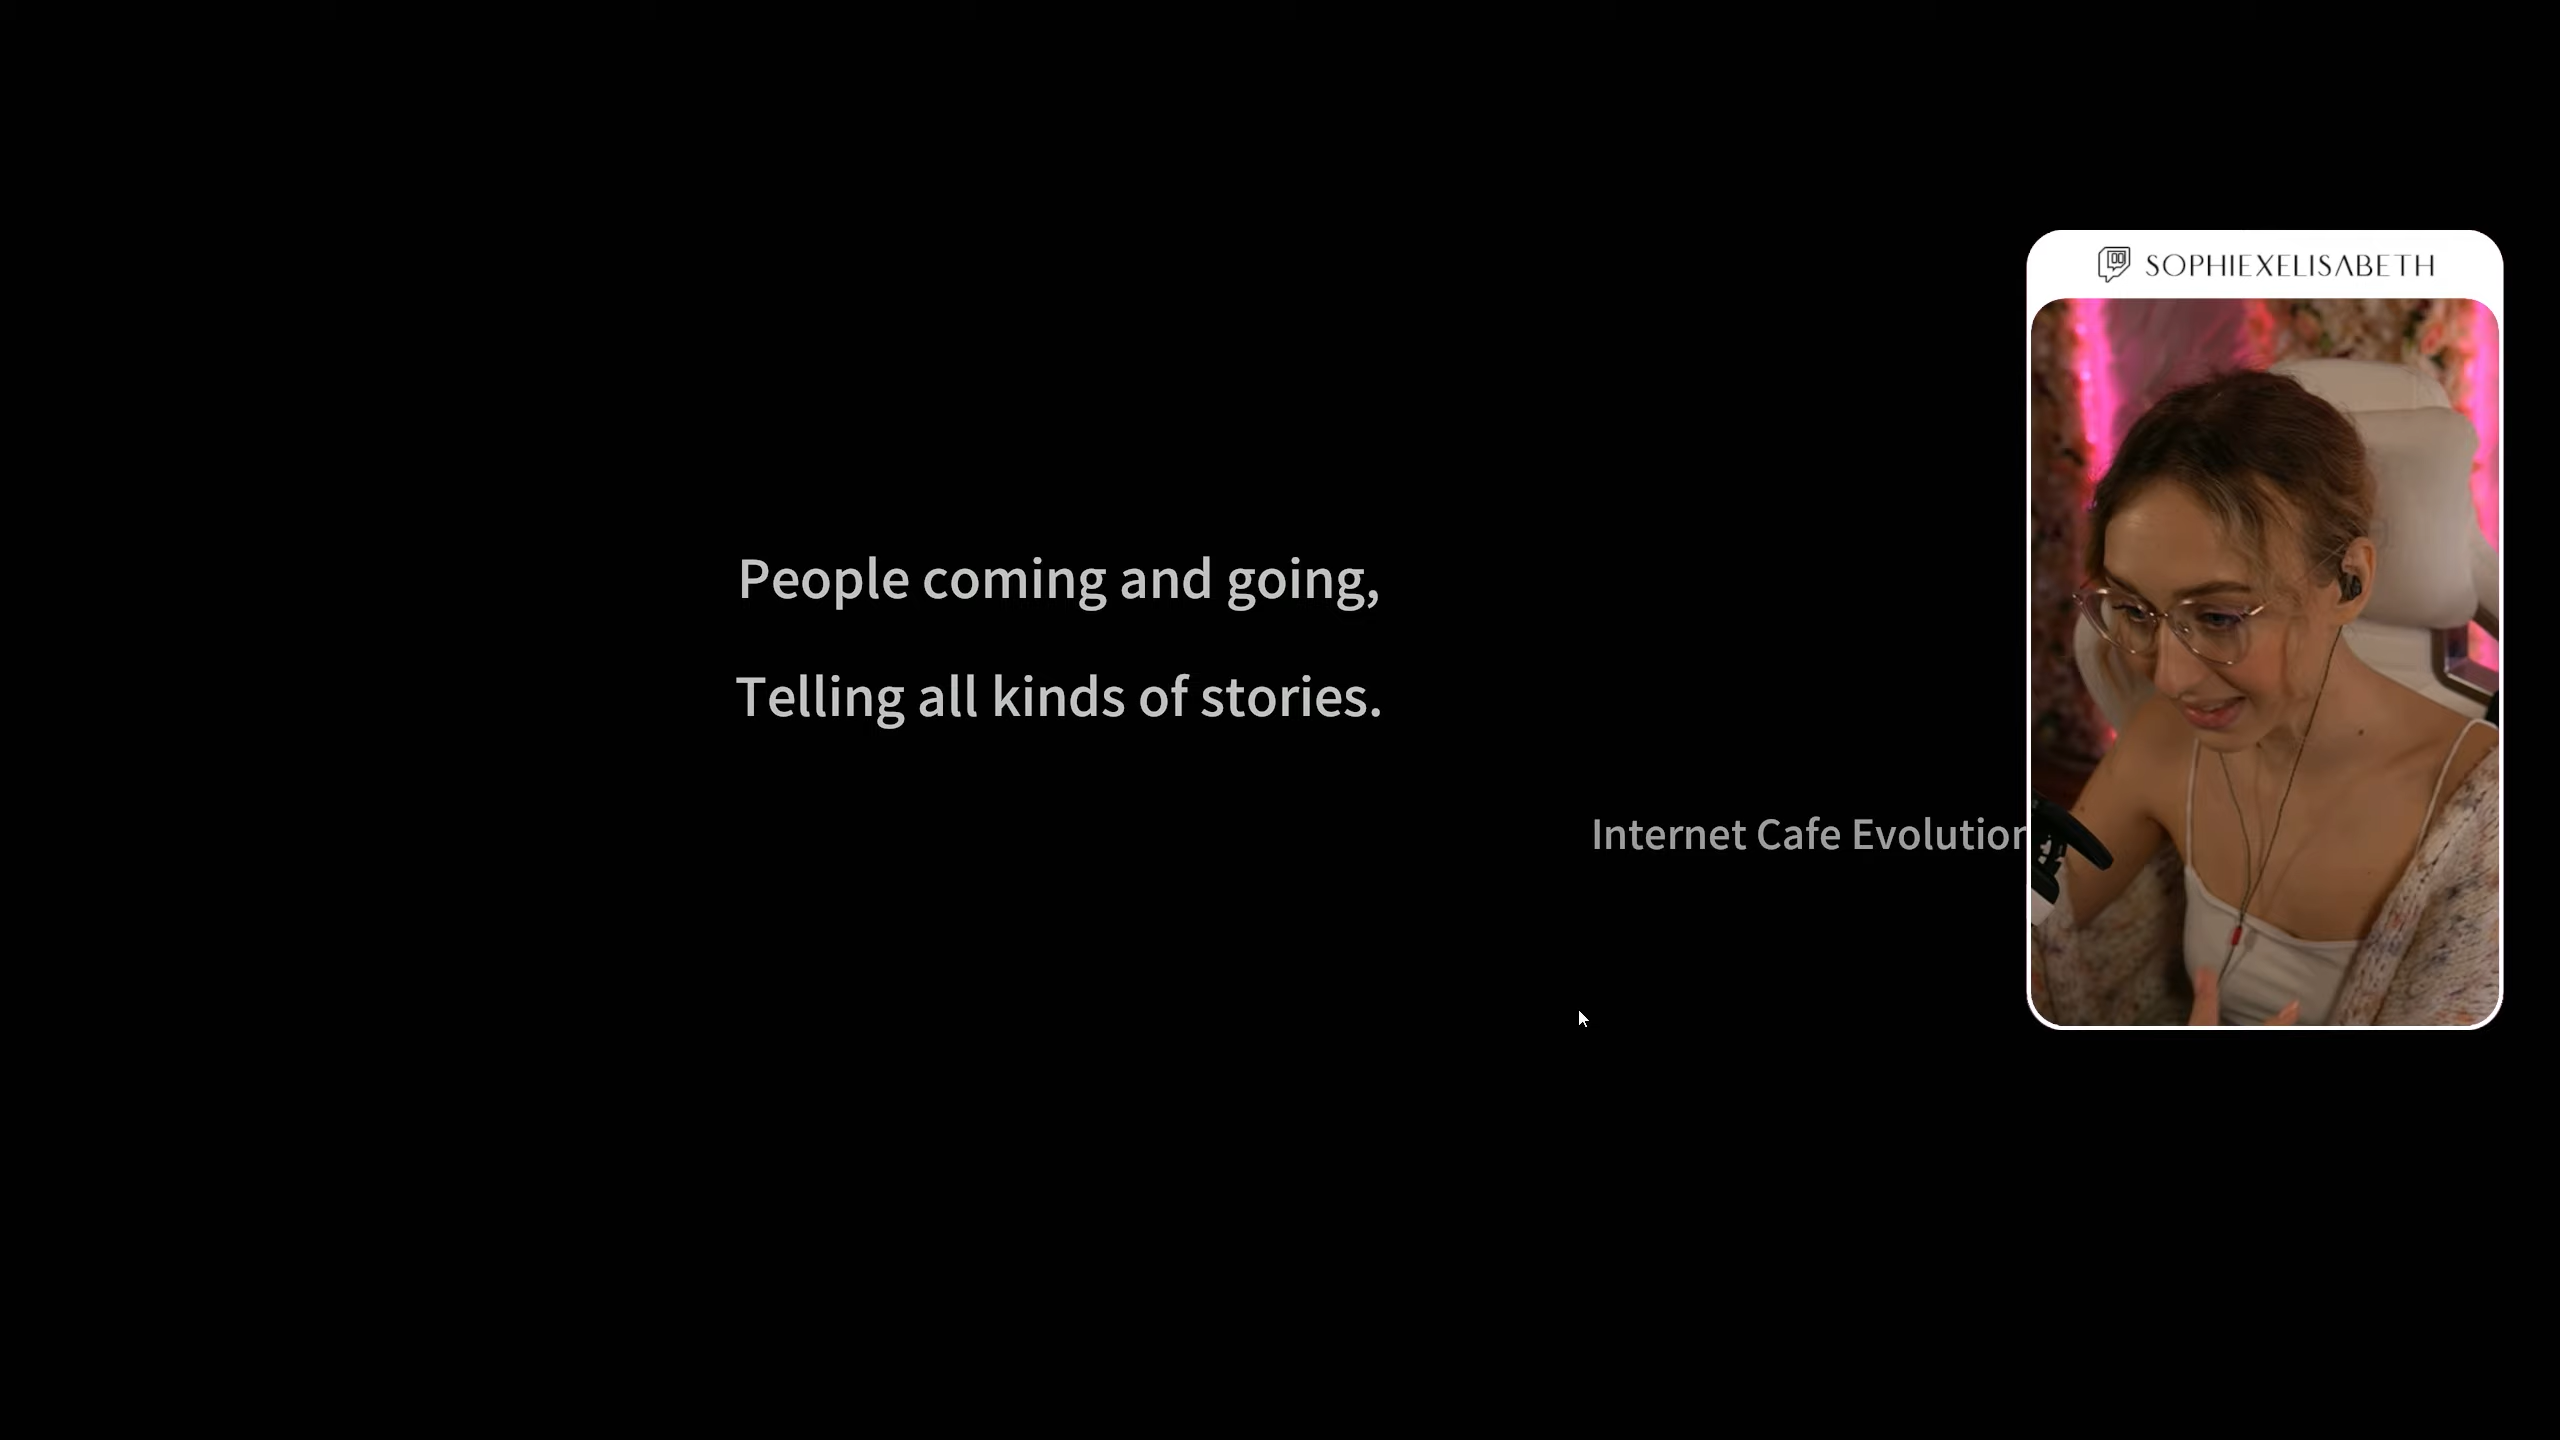 SOPHIEXELISABETH
People coming and going,
Telling all kinds of stories.
Internet Cafe Evolution